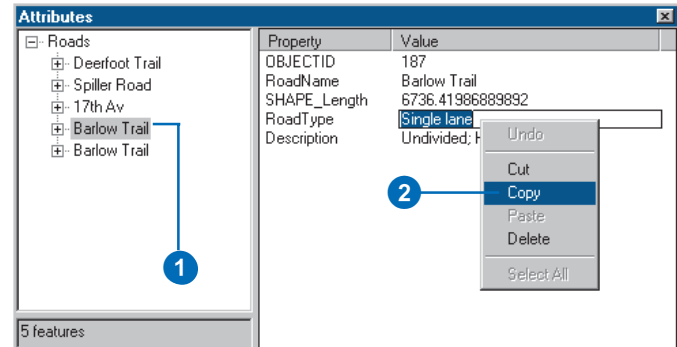 Attributes
Roads
Deerfoot Trail
Spiller Road
17th Av
Barlow Trail
Barlow Trail
1
5 features
Property Value
OBJECTID 187
RoadName Barlow Trail
SHAPE_Length 6736.41986889892
RoadType Single lane
Description Undivided; H
Undo
Cut
2
Copy
Paste
Delete
Select All